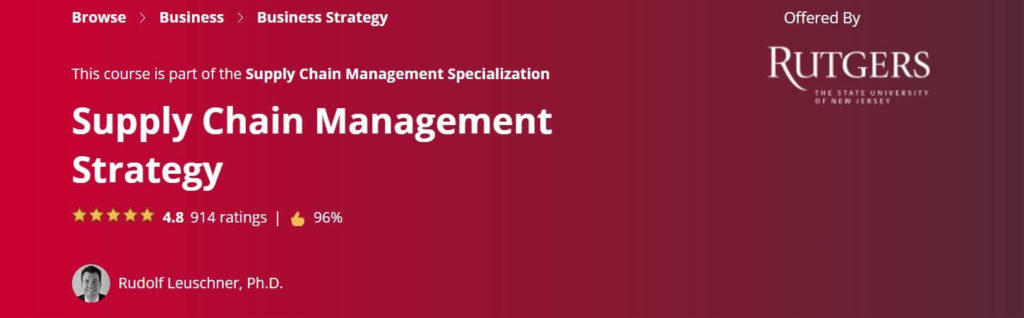 Browse > Business > Business Strategy
Offered By
RUTGERS
THE STATE UNIVERSITY
OF NEW JERSEY
This course is part of the Supply Chain Management Specialization
Supply Chain Management
Strategy
4.8 914 ratings | 96%
Rudolf Leuschner, Ph.D.